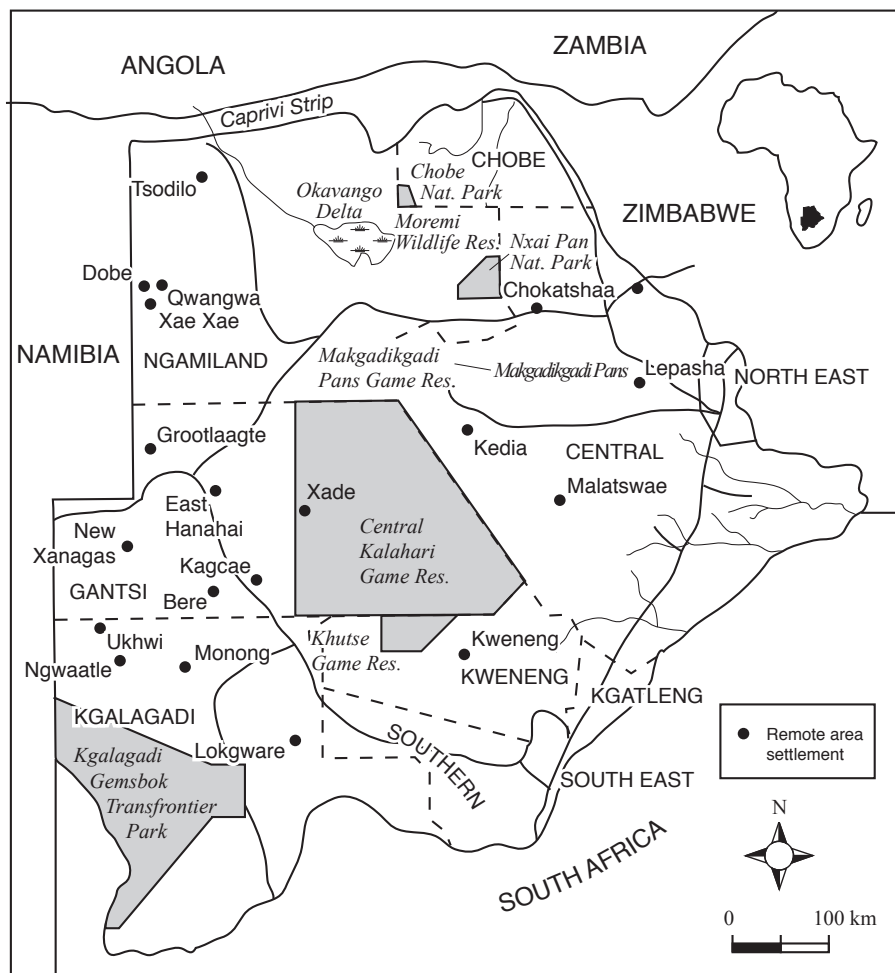 ZAMBIA
ANGOLA
Caprivi Strip
CHOBE
Chobe
Nat. Park
Tsodilo
Okavango
Delta
Moremi
Wildlife Res.
ZIMBABWE
Nxai Pan
Nat. Park
Dobe
Qwangwa
Xae Xae
Chokatshaa
NAMIBIA
NGAMILAND
Makgadikgadi
Pans Game Res.
Makgadikgadi Pans
Lepasha
NORTH EAST
Grootlaagte
Kedia
CENTRAL
Malatswae
East
Hanahai
Xade
New
Xanagas
Central
Kalahari
Game Res.
Kagcae
GANTSI
Bere
Ukhwi
Khutse
Game Res.
Kweneng
Ngwaatle
Monong
KWENENG
KGATLENG
KGALAGADI
Lokgware
SOUTHERN
Kgalagadi
Gemsbok
Transfrontier
Park
SOUTH EAST
Remote area
settlement
SOUTH AFRICA
N
0 100 km